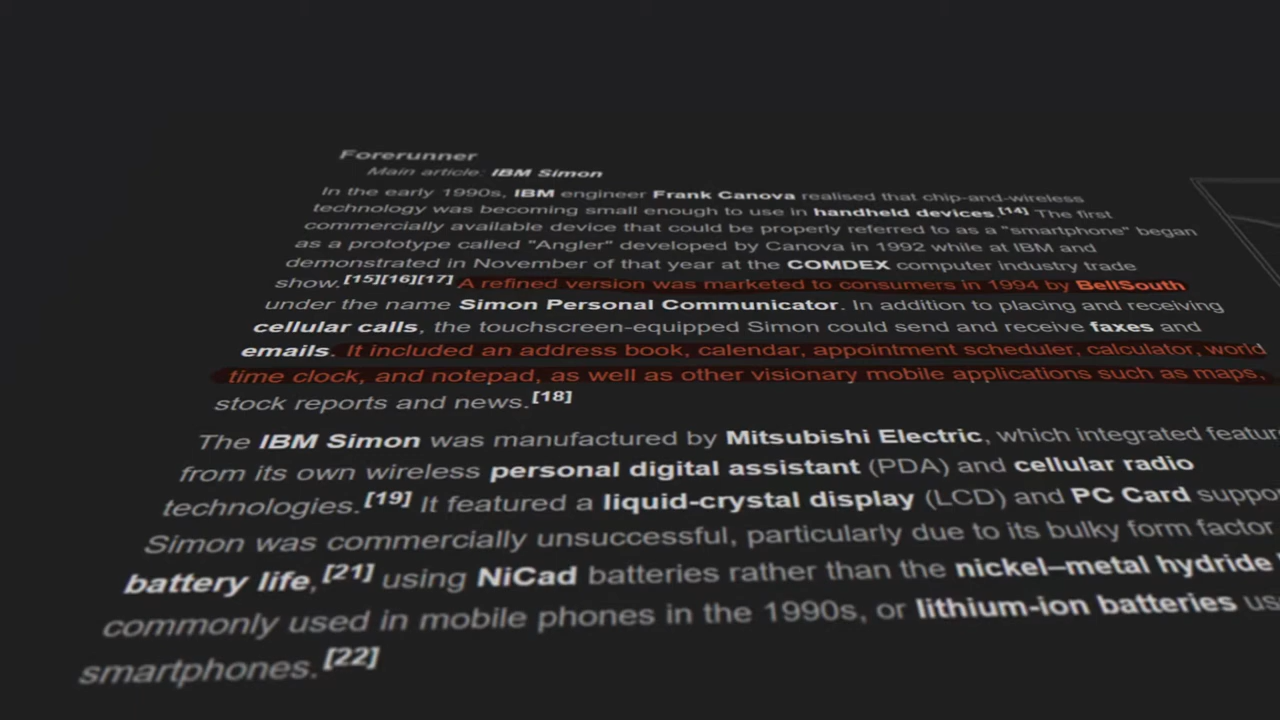 Forerunner
Main article: IBM Simon
In the early 1990s, IBM engineer Frank Canova realised that chip-and-wireless
technology was becoming small enough to use in handheld devices.[14] The first
commercially available device that could be properly referred to as a "smartphone" began
as a prototype called "Angler" developed by Canova in 1992 while at IBM and
demonstrated in November of that year at the COMDEX computer industry trade
show.[15][16][17] A refined version was marketed to consumers in 1994 by BellSouth
under the name Simon Personal Communicator. In addition to placing and receiving
cellular calls, the touchscreen-equipped Simon could send and receive faxes and
emails. It included an address book, calendar, appointment scheduler, calculator, world
time clock, and notepad, as well as other visionary mobile applications such as maps,
stock reports and news.[18]
The IBM Simon was manufactured by Mitsubishi Electric, which integrated
from its own wireless personal digital assistant (PDA) and cellular radio
technologies.[19] It featured a liquid-crystal display (LCD) and PC Card
Simon was commercially unsuccessful, particularly due to its bulky form factor
battery life,[21] using NiCad batteries rather than the nickel–metal hydride
commonly used in mobile phones in the 1990s, or lithium-ion batteries
smartphones.[22]